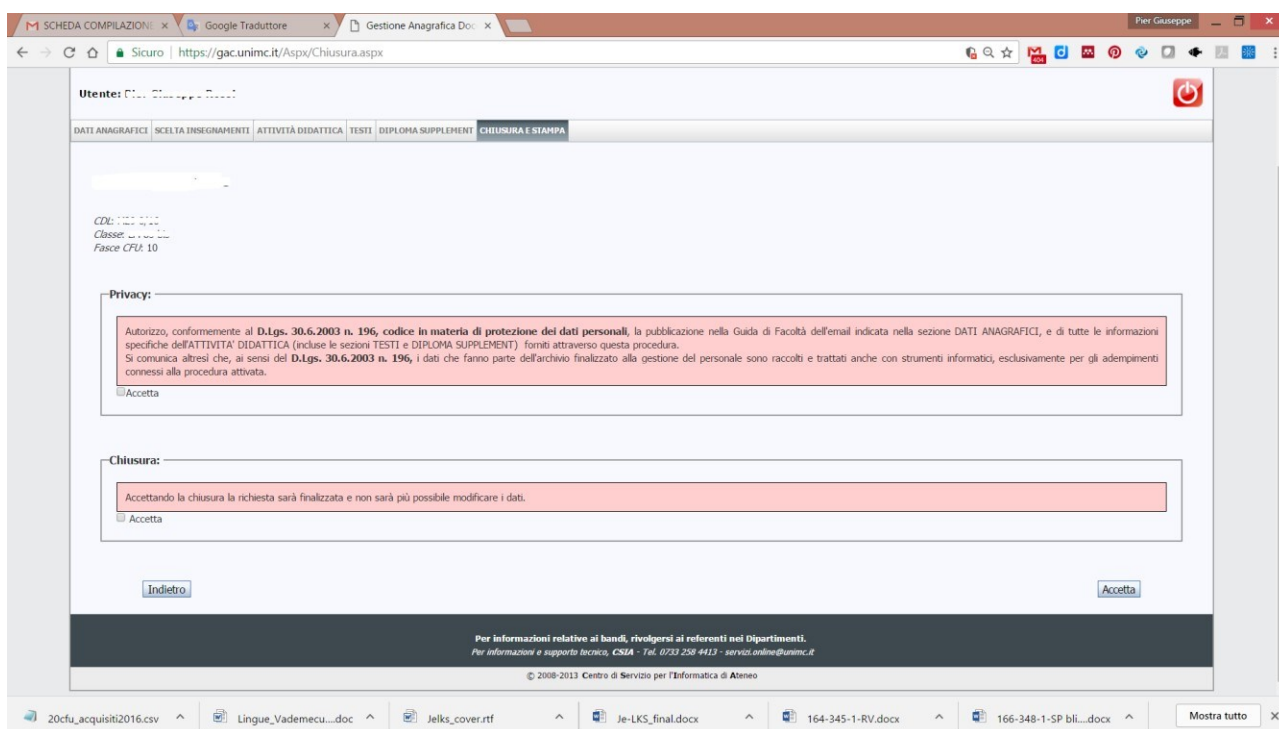 SCHEDA COMPILAZION
Google Traduttore
Gestione Anagrafica Doc
Pier Giuseppe
Sicuro | https://gac.unimc.it/Aspx/Chiusura.aspx
404
Utente:
DATI ANAGRAFICI SCELTA INSEGNAMENTI ATTIVITÀ DIDATTICA TESTI DIPLOMA SUPPLEMENT CHIUSURA E STAMPA
CDL:
Classe:
Fasce CFU: 10
Privacy:
Autorizzo, conformemente al D.Lgs. 30.6.2003 n. 196, codice in materia di protezione dei dati personali, la pubblicazione nella Guida di Facoltà dell'email indicata nella sezione DATI ANAGRAFICI, e di tutte le informazioni
specifiche dell'ATTIVITA' DIDATTICA (incluse le sezioni TESTI e DIPLOMA SUPPLEMENT) forniti attraverso questa procedura.
Si comunica altresì che, ai sensi del D.Lgs. 30.6.2003 n. 196, i dati che fanno parte dell'archivio finalizzato alla gestione del personale sono raccolti e trattati anche con strumenti informatici, esclusivamente per gli adempimenti
connessi alla procedura attivata.
Accetta
Chiusura:
Accettando la chiusura la richiesta sarà finalizzata e non sarà più possibile modificare i dati.
Accetta
Indietro
Accetta
Per informazioni relative ai bandi, rivolgersi ai referenti nei Dipartimenti.
Per informazioni e supporto tecnico, CSIA - Tel. 0733 258 4413 - servizi.online@unimc.it
© 2008-2013 Centro di Servizio per l'Informatica di Ateneo
20cfu_acquisiti2016.csv
Lingue_Vademecu....doc
Jelks_cover.rtf
Je-LKS_final.docx
164-345-1-RV.docx
166-348-1-SP bli....docx
Mostra tutto